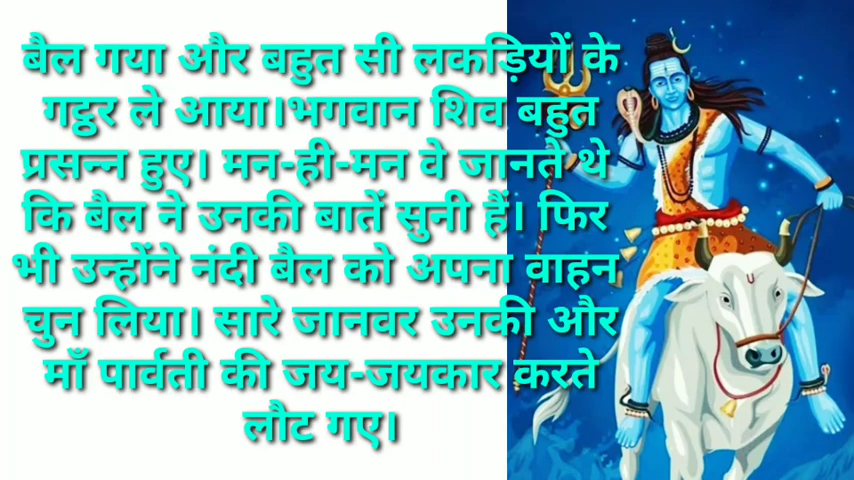 बैल गया और बहुत सी लकड़ियों के
गट्ठर ले आया।भगवान शिव बहुत
प्रसन्न हुए। मन-ही-मन वे जानते थे
कि बैल ने उनकी बातें सुनी हैं। फिर
भी उन्होंने नंदी बैल को अपना वाहन
चुन लिया। सारे जानवर उनकी और
माँ पार्वती की जय-जयकार करते
लौट गए।